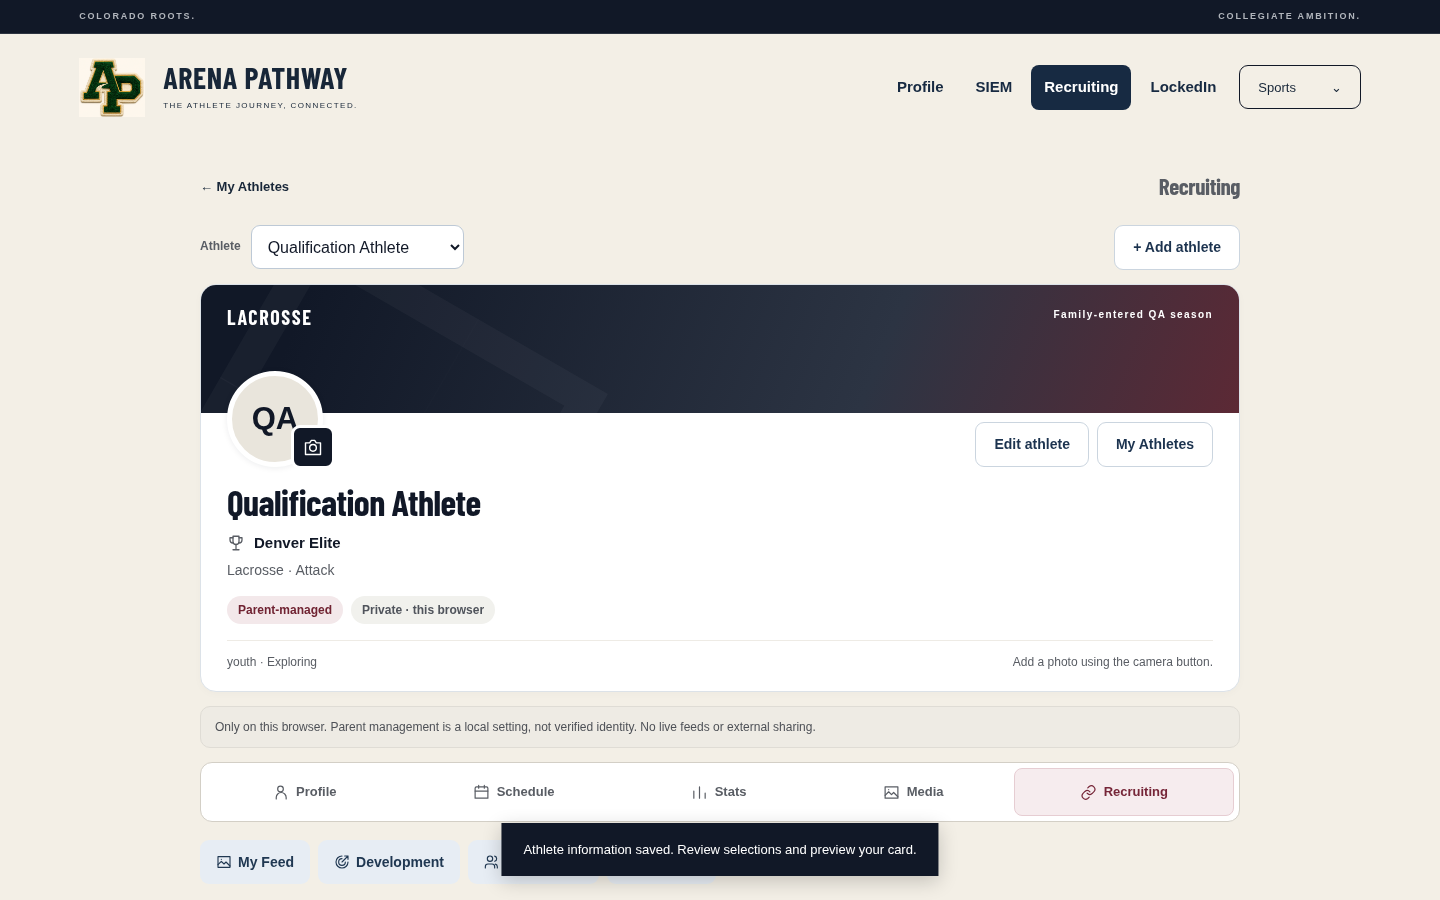 COLORADO ROOTS.
COLLEGIATE AMBITION.
AP
ARENA PATHWAY
THE ATHLETE JOURNEY, CONNECTED.
Profile
SIEM
Recruiting
LockedIn
Sports
← My Athletes
Recruiting
Athlete
Qualification Athlete
+ Add athlete
LACROSSE
Family-entered QA season
QA
Edit athlete
My Athletes
Qualification Athlete
Denver Elite
Lacrosse · Attack
Parent-managed
Private · this browser
youth · Exploring
Add a photo using the camera button.
Only on this browser. Parent management is a local setting, not verified identity. No live feeds or external sharing.
Profile
Schedule
Stats
Media
Recruiting
My Feed
Development
Athlete information saved. Review selections and preview your card.